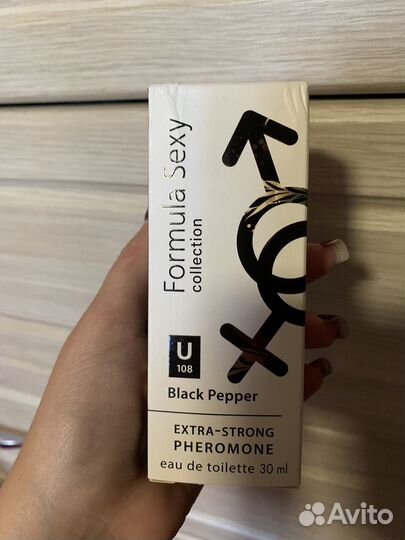 Formula Sexy
collection
U
108
Black Pepper
EXTRA-STRONG
PHEROMONE
eau de toilette 30 ml
Avito